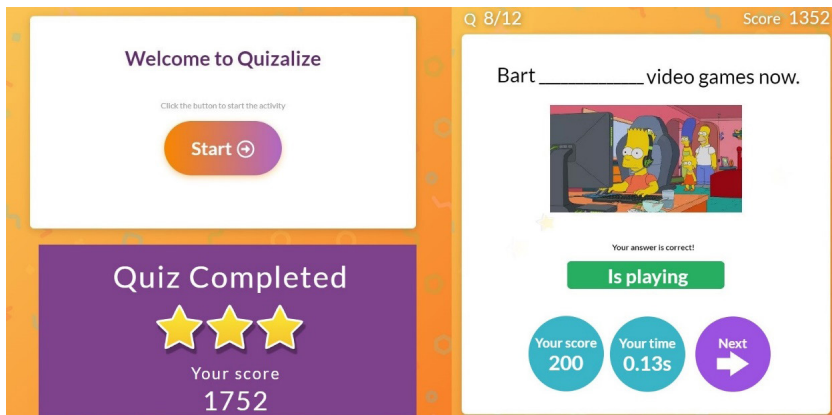 Welcome to Quizalize
Click the button to start the activity
Start
Quiz Completed
Your score
1752
Q 8/12
Score 1352
Bart _____________ video games now.
Your answer is correct!
Is playing
Your score
200
Your time
0.13s
Next